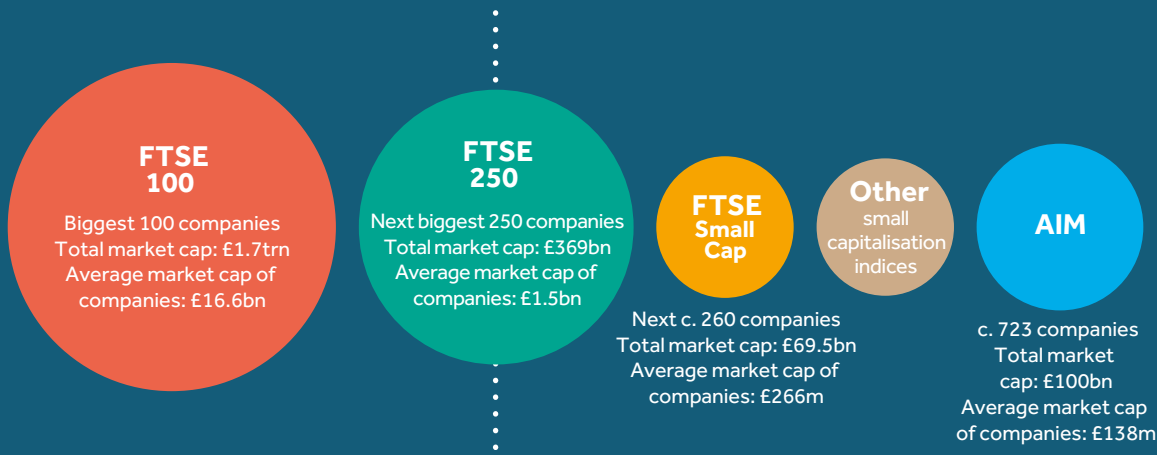 FTSE
100
Biggest 100 companies
Total market cap: £1.7trn
Average market cap of
companies: £16.6bn
FTSE
250
Next biggest 250 companies
Total market cap: £369bn
Average market cap of
companies: £1.5bn
FTSE
Small
Cap
Next c. 260 companies
Total market cap: £69.5bn
Average market cap of
companies: £266m
Other
small
capitalisation
indices
AIM
c. 723 companies
Total market
cap: £100bn
Average market cap
of companies: £138m